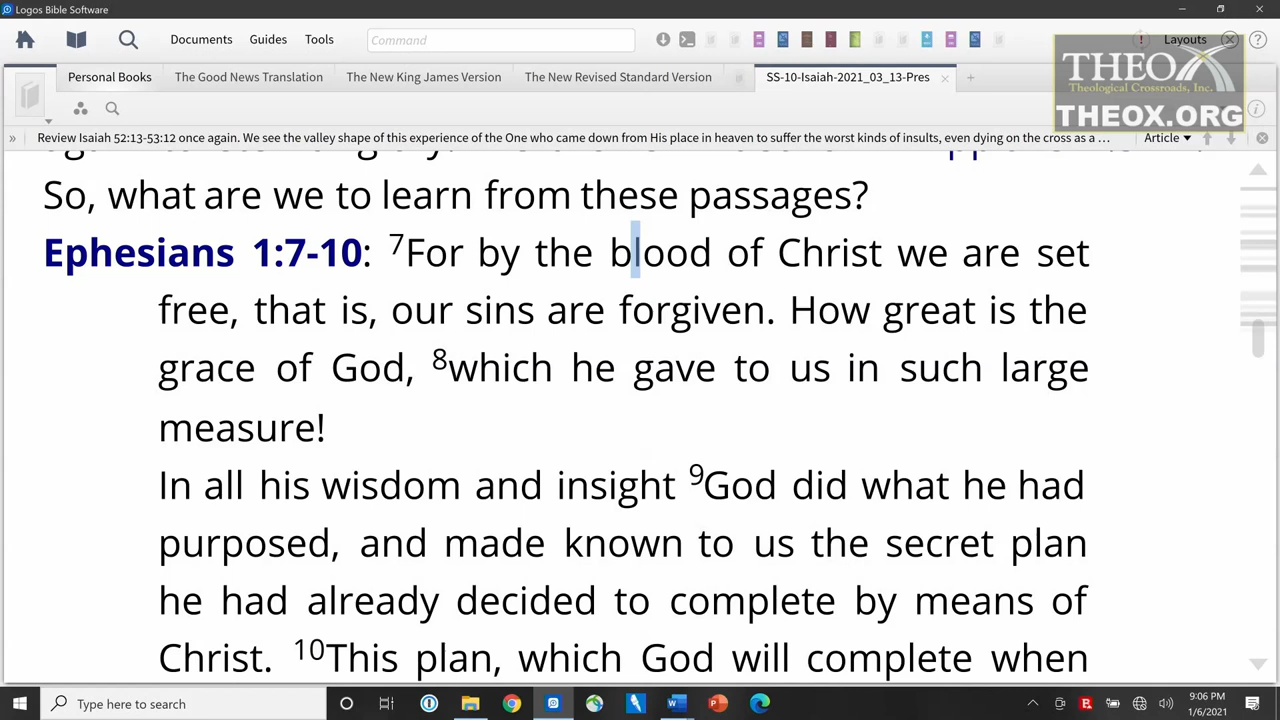 Logos Bible Software
Documents Guides Tools Command Layouts
THEOX
Theological Crossroads, Inc.
THEOX.ORG
Personal Books The Good News Translation The New King James Version The New Revised Standard Version SS-10-Isaiah-2021_03_13-Pres
Review Isaiah 52:13-53:12 once again. We see the valley shape of this experience of the One who came down from His place in heaven to suffer the worst kinds of insults, even dying on the cross as a ... Article
So, what are we to learn from these passages?
Ephesians 1:7-10: 7For by the blood of Christ we are set
free, that is, our sins are forgiven. How great is the
grace of God, 8which he gave to us in such large
measure!
In all his wisdom and insight 9God did what he had
purposed, and made known to us the secret plan
he had already decided to complete by means of
Christ. 10This plan, which God will complete when
Type here to search
9:06 PM
1/6/2021